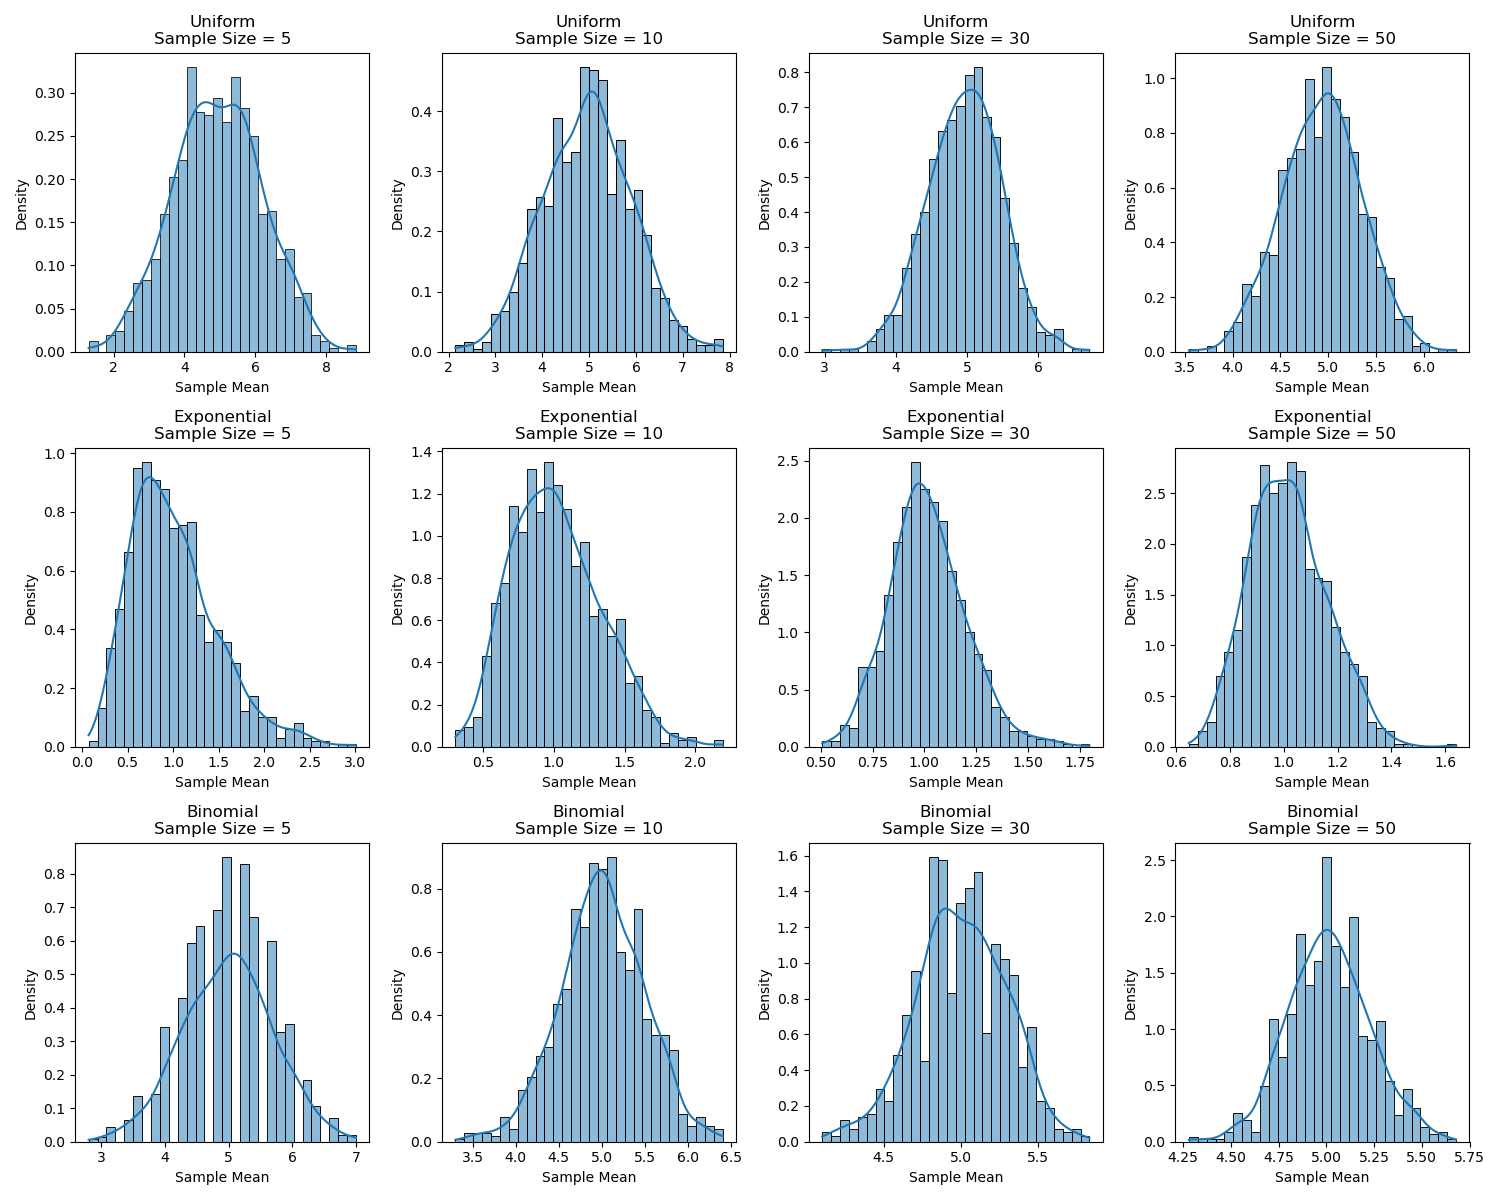 Uniform
Sample Size = 5
0.30
0.25
0.20
0.15
0.10
0.05
0.00
Density
2 4 6 8
Sample Mean
Uniform
Sample Size = 10
0.4
0.3
0.2
0.1
0.0
Density
2 3 4 5 6 7 8
Sample Mean
Uniform
Sample Size = 30
0.8
0.7
0.6
0.5
0.4
0.3
0.2
0.1
0.0
Density
3 4 5 6
Sample Mean
Uniform
Sample Size = 50
1.0
0.8
0.6
0.4
0.2
0.0
Density
3.5 4.0 4.5 5.0 5.5 6.0
Sample Mean
Exponential
Sample Size = 5
1.0
0.8
0.6
0.4
0.2
0.0
Density
0.0 0.5 1.0 1.5 2.0 2.5 3.0
Sample Mean
Exponential
Sample Size = 10
1.4
1.2
1.0
0.8
0.6
0.4
0.2
0.0
Density
0.5 1.0 1.5 2.0
Sample Mean
Exponential
Sample Size = 30
2.5
2.0
1.5
1.0
0.5
0.0
Density
0.50 0.75 1.00 1.25 1.50 1.75
Sample Mean
Exponential
Sample Size = 50
2.5
2.0
1.5
1.0
0.5
0.0
Density
0.6 0.8 1.0 1.2 1.4 1.6
Sample Mean
Binomial
Sample Size = 5
0.8
0.7
0.6
0.5
0.4
0.3
0.2
0.1
0.0
Density
3 4 5 6 7
Sample Mean
Binomial
Sample Size = 10
0.8
0.6
0.4
0.2
0.0
Density
3.5 4.0 4.5 5.0 5.5 6.0 6.5
Sample Mean
Binomial
Sample Size = 30
1.6
1.4
1.2
1.0
0.8
0.6
0.4
0.2
0.0
Density
4.5 5.0 5.5
Sample Mean
Binomial
Sample Size = 50
2.5
2.0
1.5
1.0
0.5
0.0
Density
4.25 4.50 4.75 5.00 5.25 5.50 5.75
Sample Mean